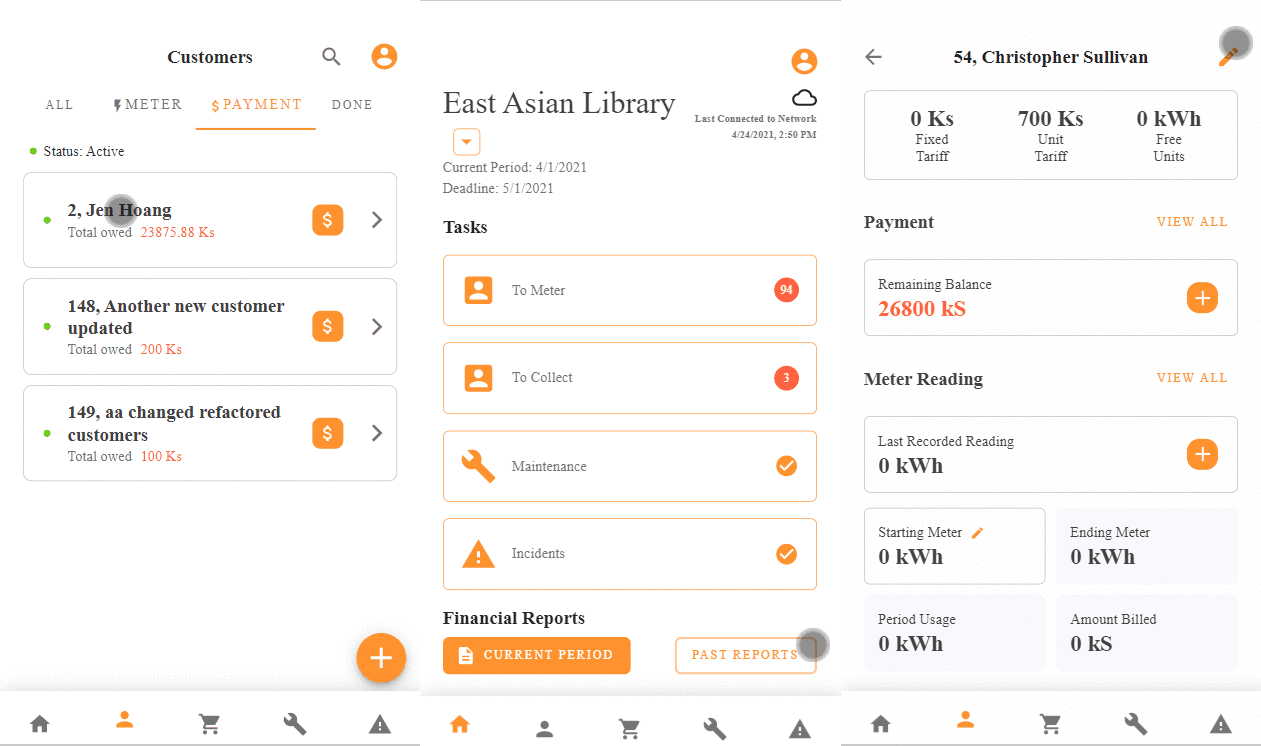 Customers
ALL METER $ PAYMENT DONE
Status: Active
2, Jen Hoang
Total owed 23875.88 Ks
$
148, Another new customer
updated
Total owed 200 Ks
$
149, aa changed refactored
customers
Total owed 100 Ks
$
East Asian Library
Last Connected to Network
4/24/2021, 2:50 PM
Current Period: 4/1/2021
Deadline: 5/1/2021
Tasks
To Meter 94
To Collect 3
Maintenance
Incidents
Financial Reports
CURRENT PERIOD PAST REPORTS
54, Christopher Sullivan
0 Ks 700 Ks 0 kWh
Fixed Unit Free
Tariff Tariff Units
Payment VIEW ALL
Remaining Balance
26800 kS
Meter Reading VIEW ALL
Last Recorded Reading
0 kWh
Starting Meter Ending Meter
0 kWh 0 kWh
Period Usage Amount Billed
0 kWh 0 kS